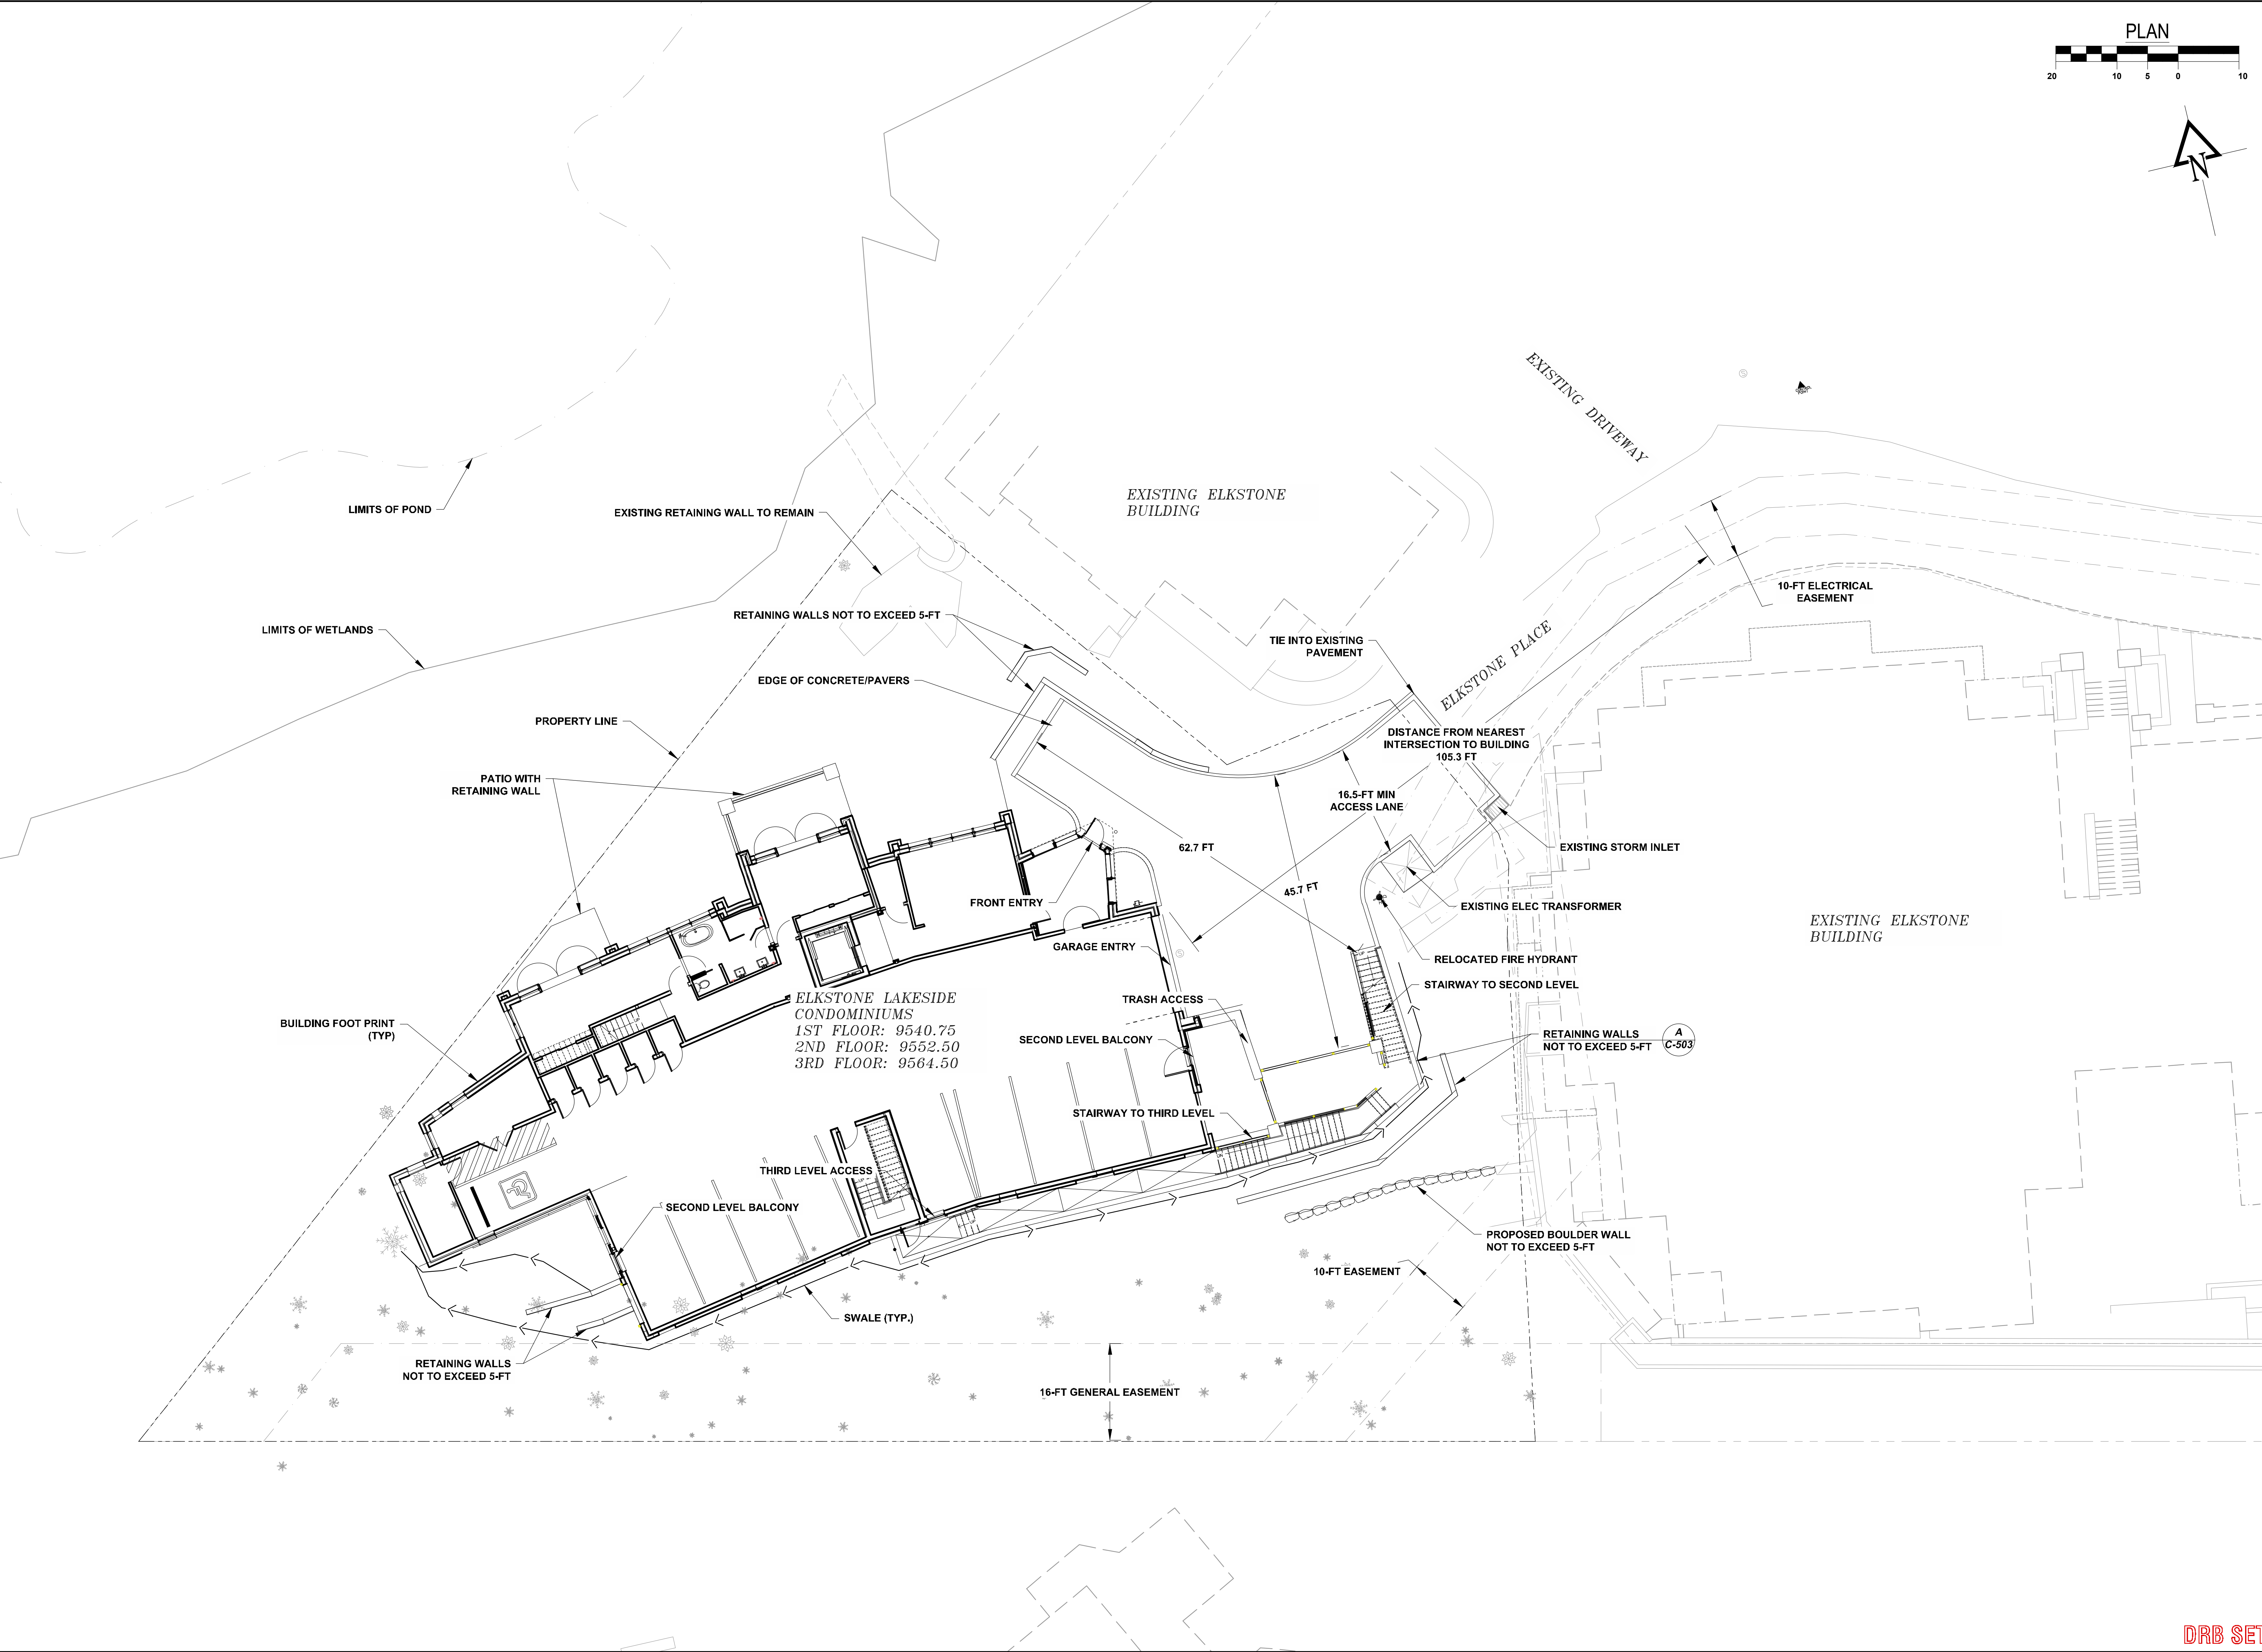 PLAN
20 10 5 0 10
N
EXISTING DRIVEWAY
EXISTING ELKSTONE
BUILDING
LIMITS OF POND
EXISTING RETAINING WALL TO REMAIN
10-FT ELECTRICAL
EASEMENT
RETAINING WALLS NOT TO EXCEED 5-FT
LIMITS OF WETLANDS
TIE INTO EXISTING
PAVEMENT
ELKSTONE PLACE
EDGE OF CONCRETE/PAVERS
PROPERTY LINE
DISTANCE FROM NEAREST
INTERSECTION TO BUILDING
105.3 FT
PATIO WITH
RETAINING WALL
16.5-FT MIN
ACCESS LANE
62.7 FT
EXISTING STORM INLET
45.7 FT
FRONT ENTRY
EXISTING ELEC TRANSFORMER
EXISTING ELKSTONE
BUILDING
GARAGE ENTRY
RELOCATED FIRE HYDRANT
STAIRWAY TO SECOND LEVEL
TRASH ACCESS
ELKSTONE LAKESIDE
CONDOMINIUMS
1ST FLOOR: 9540.75
2ND FLOOR: 9552.50
3RD FLOOR: 9564.50
BUILDING FOOT PRINT
(TYP)
SECOND LEVEL BALCONY
RETAINING WALLS
NOT TO EXCEED 5-FT
A
C-503
STAIRWAY TO THIRD LEVEL
THIRD LEVEL ACCESS
SECOND LEVEL BALCONY
PROPOSED BOULDER WALL
NOT TO EXCEED 5-FT
10-FT EASEMENT
SWALE (TYP.)
RETAINING WALLS
NOT TO EXCEED 5-FT
16-FT GENERAL EASEMENT
DRB SET